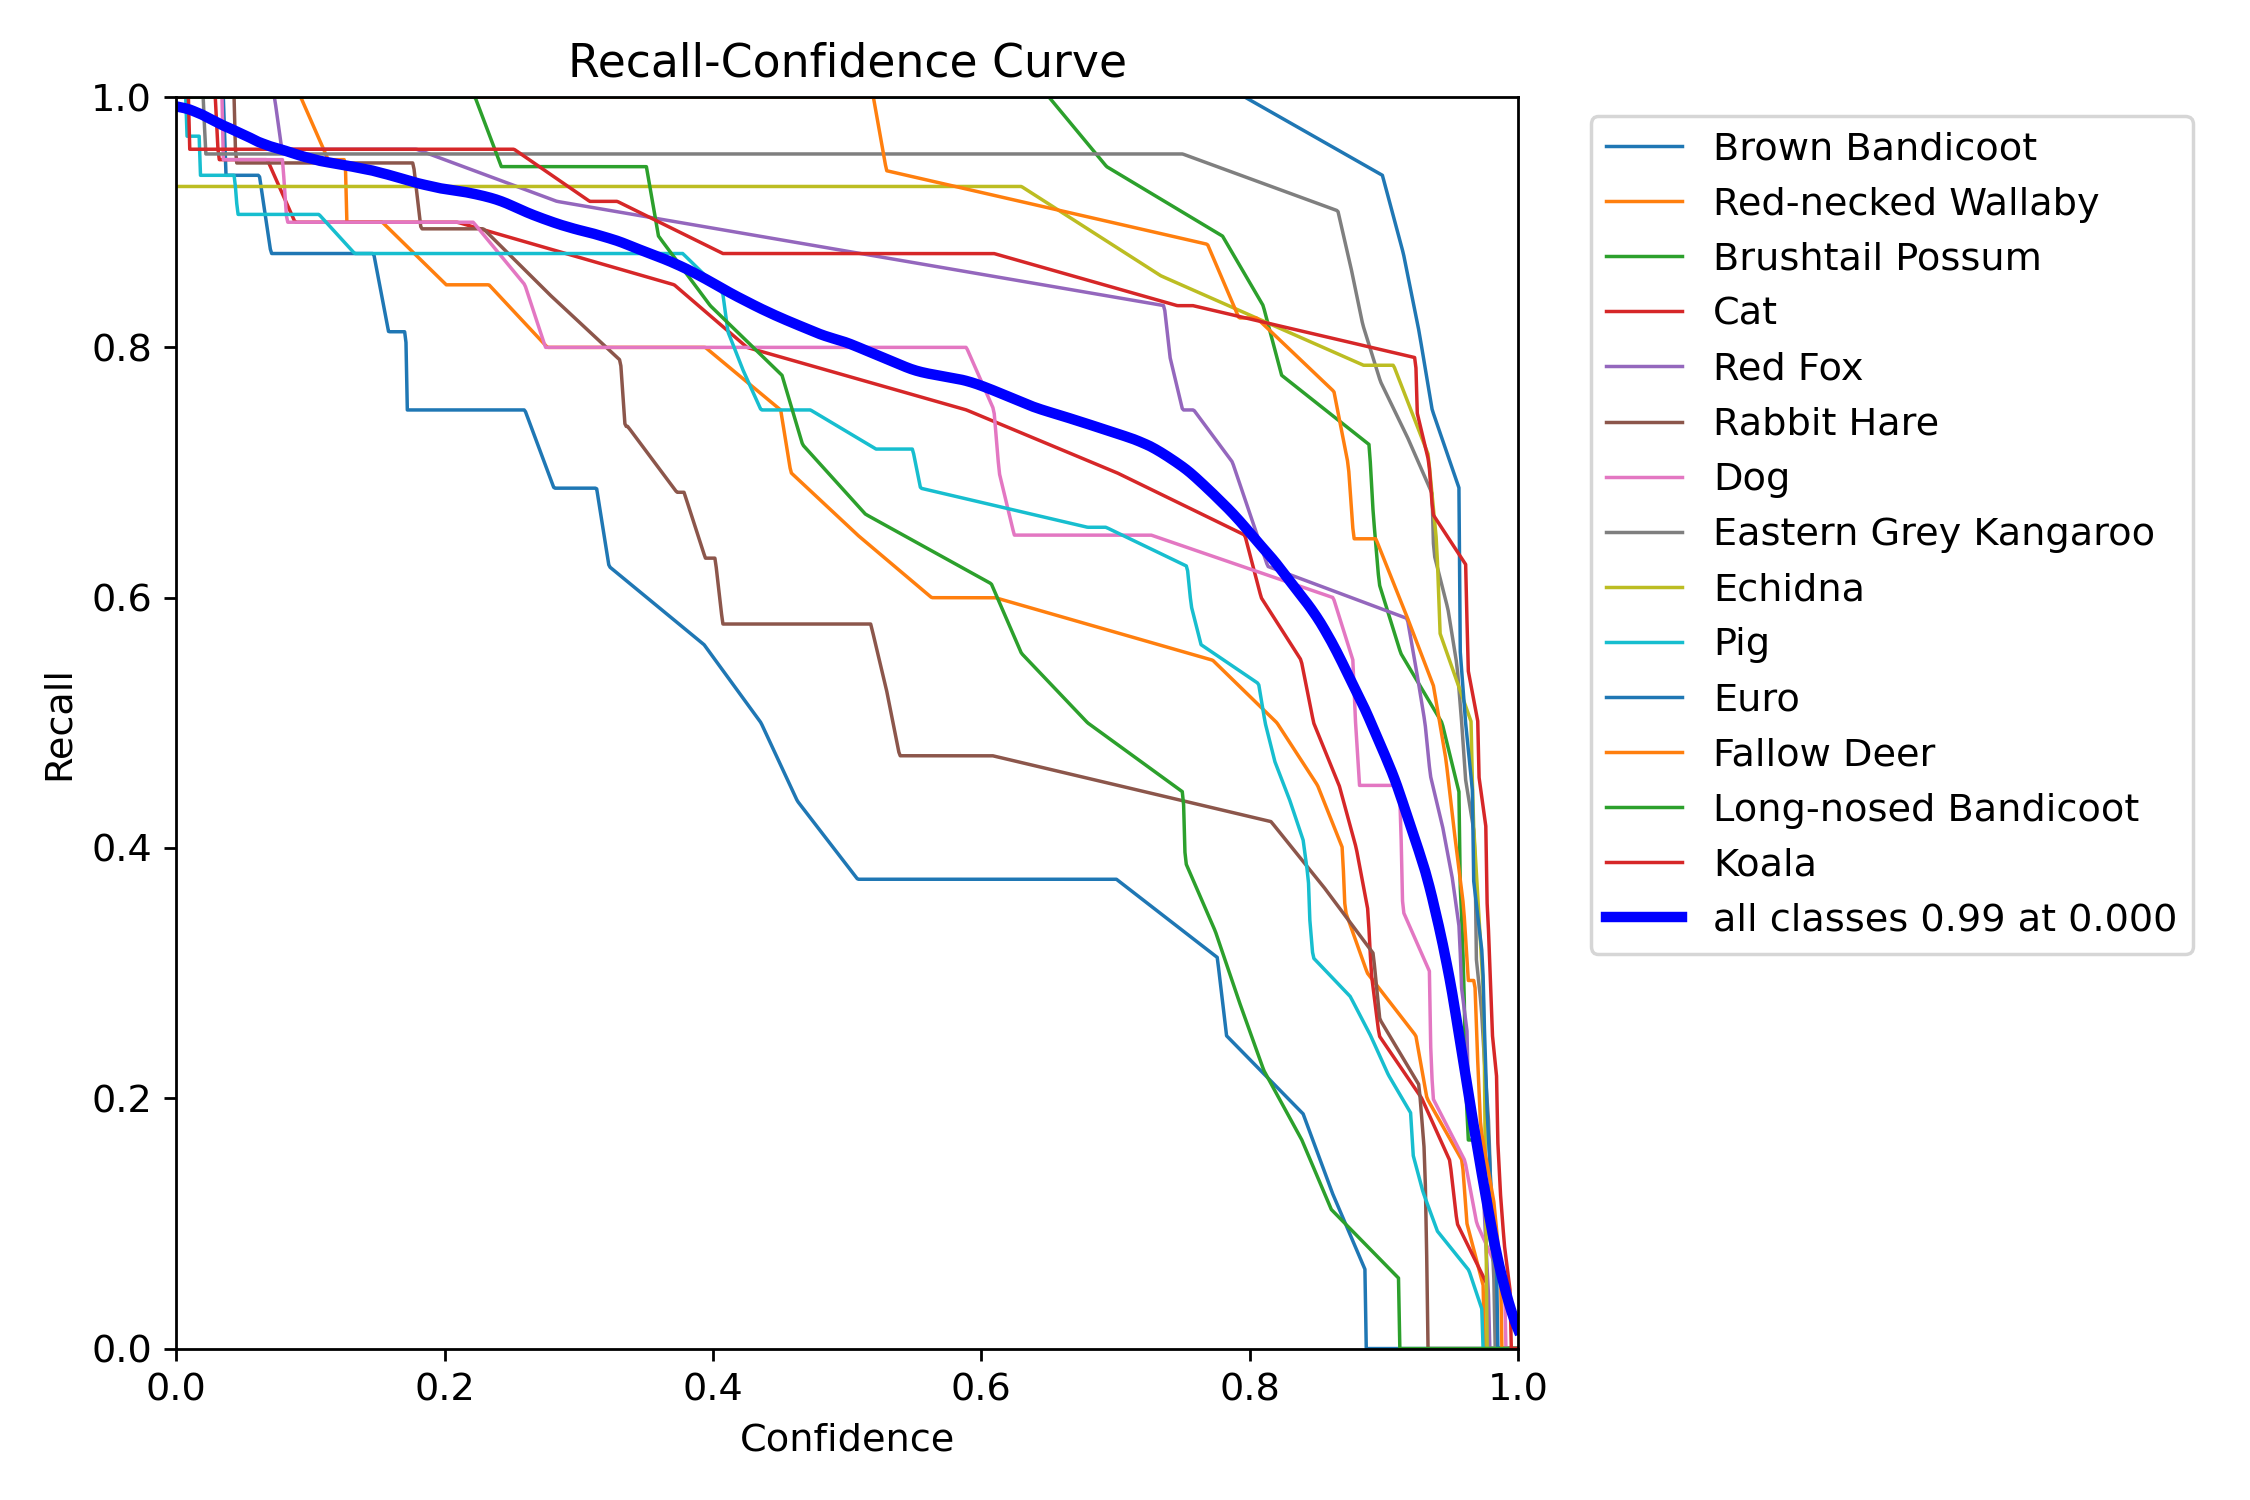 Recall-Confidence Curve
1.0
0.8
0.6
0.4
0.2
0.0
Recall
0.0 0.2 0.4 0.6 0.8 1.0
Confidence
Brown Bandicoot
Red-necked Wallaby
Brushtail Possum
Cat
Red Fox
Rabbit Hare
Dog
Eastern Grey Kangaroo
Echidna
Pig
Euro
Fallow Deer
Long-nosed Bandicoot
Koala
all classes 0.99 at 0.000